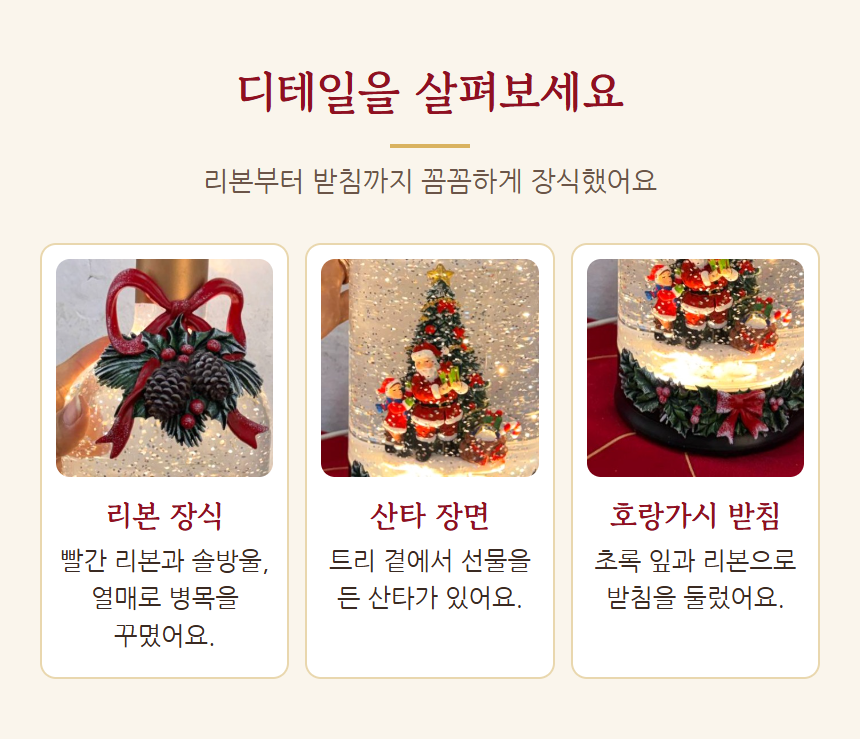 디테일을 살펴보세요
리본부터 받침까지 꼼꼼하게 장식했어요
리본 장식
빨간 리본과 솔방울,
열매로 병목을
꾸몄어요.
산타 장면
트리 곁에서 선물을
든 산타가 있어요.
호랑가시 받침
초록 잎과 리본으로
받침을 둘렀어요.